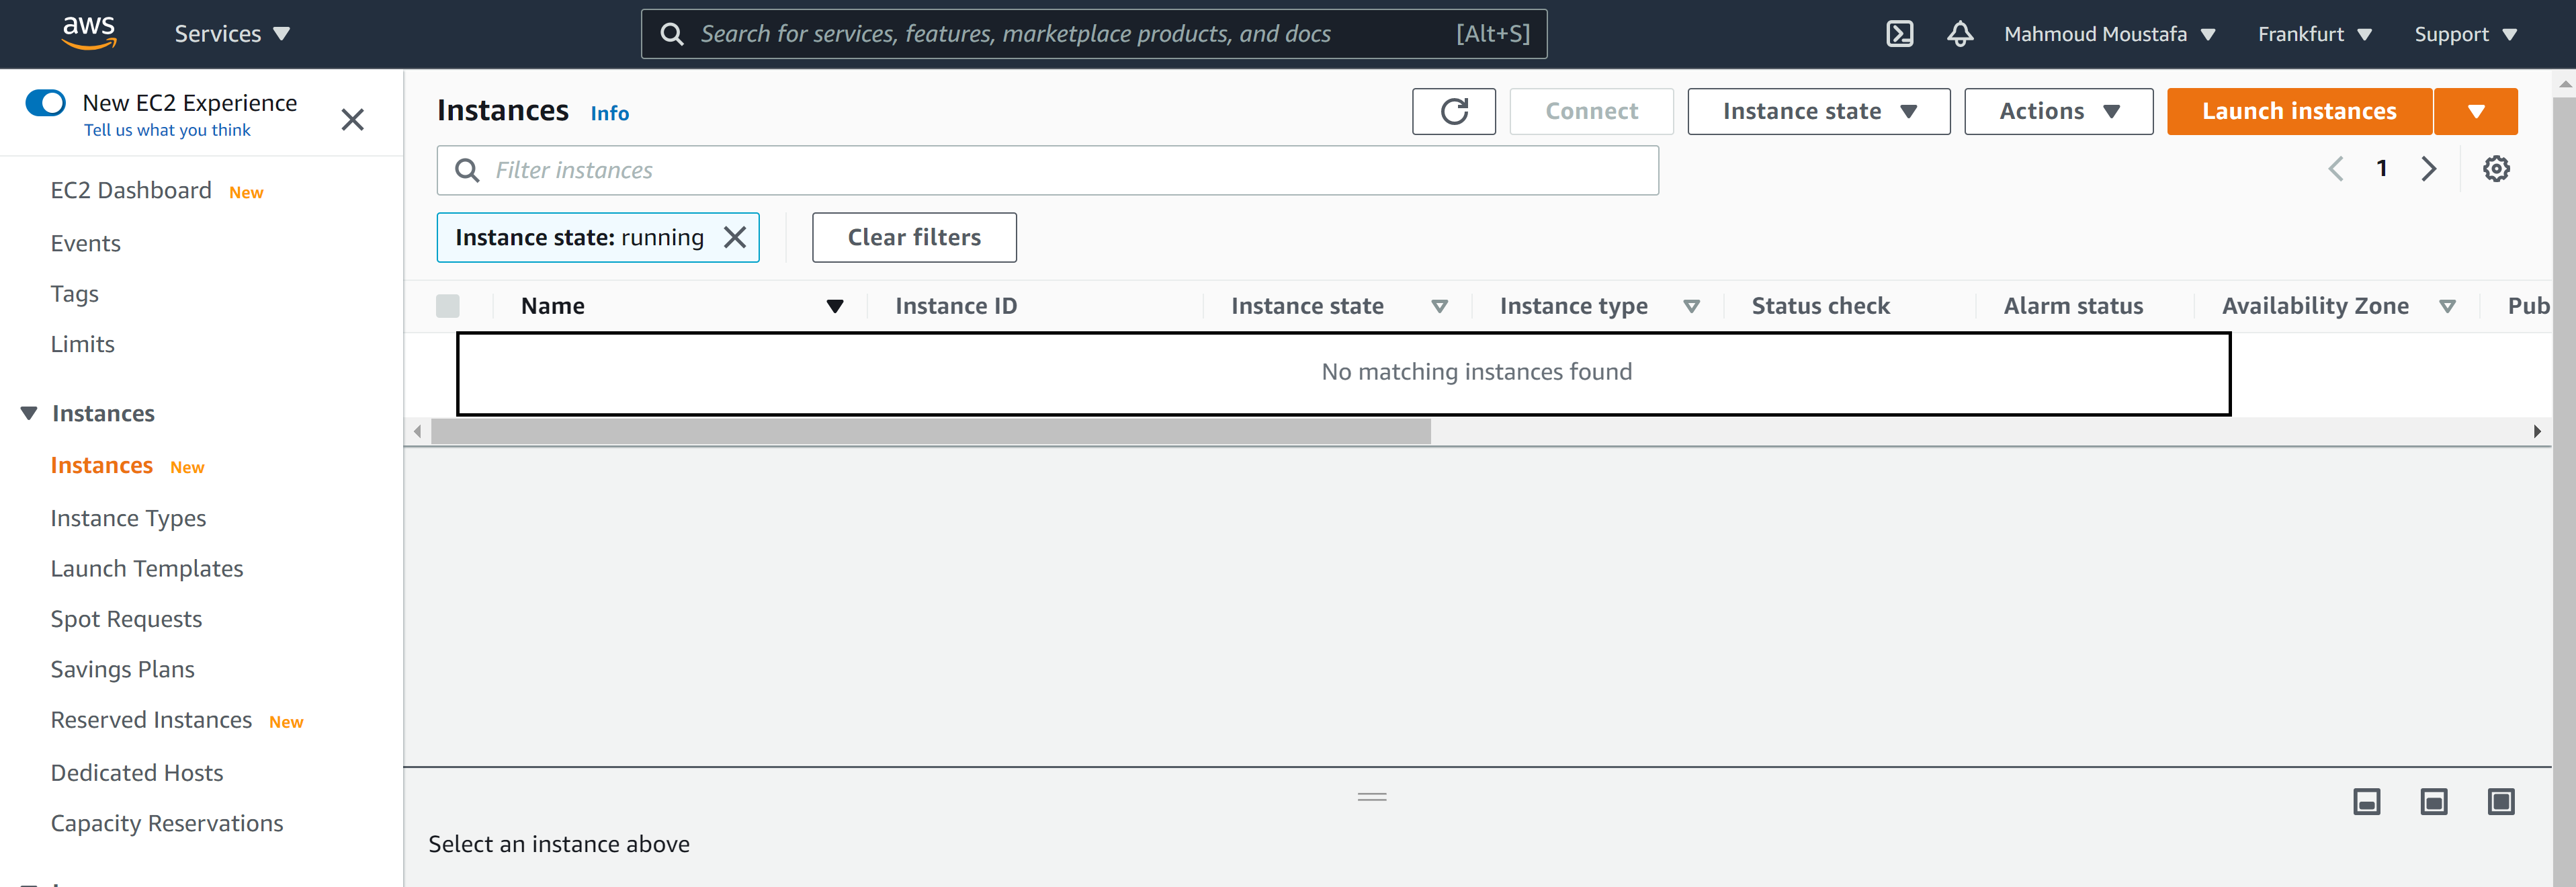 aws Services Search for services, features, marketplace products, and docs [Alt+S] Mahmoud Moustafa Frankfurt Support
New EC2 Experience
Tell us what you think
EC2 Dashboard New
Events
Tags
Limits
Instances
Instances New
Instance Types
Launch Templates
Spot Requests
Savings Plans
Reserved Instances New
Dedicated Hosts
Capacity Reservations
Instances Info Connect Instance state Actions Launch instances
Filter instances 1
Instance state: running Clear filters
Name Instance ID Instance state Instance type Status check Alarm status Availability Zone Pub
No matching instances found
Select an instance above